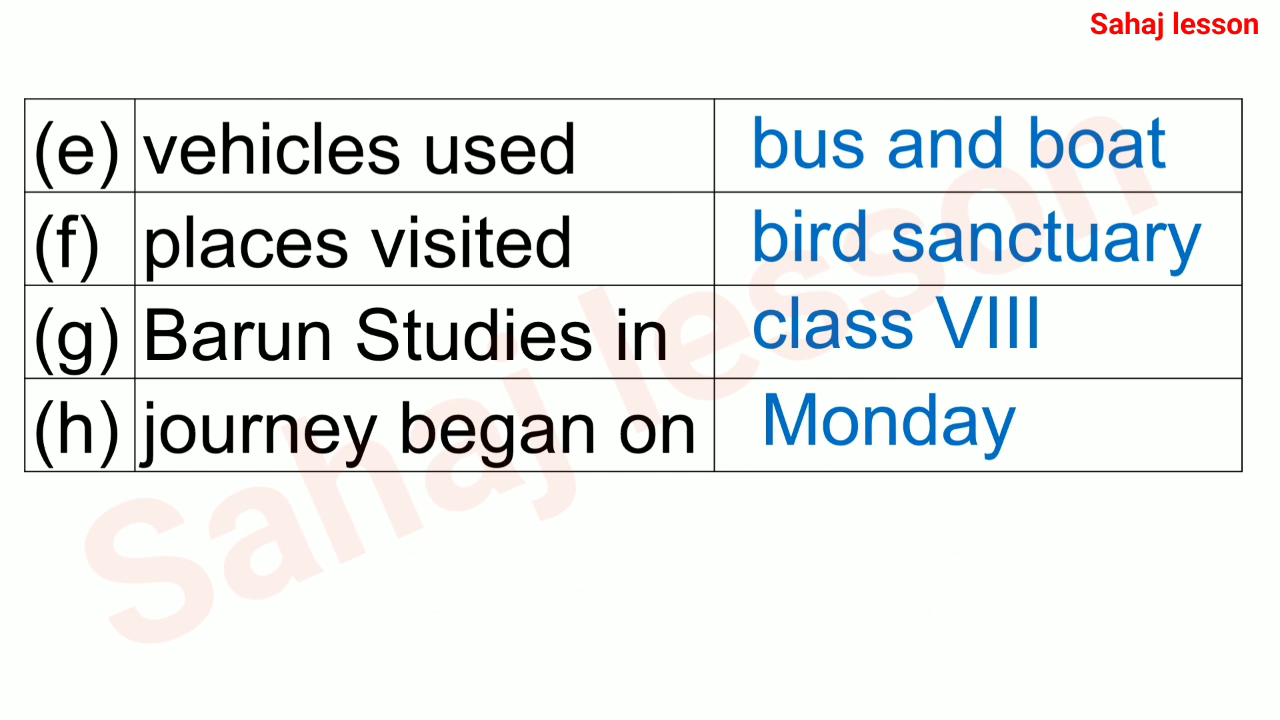 Sahaj lesson
(e) vehicles used bus and boat
(f) places visited bird sanctuary
(g) Barun Studies in class VIII
(h) journey began on Monday
Sahaj lesson